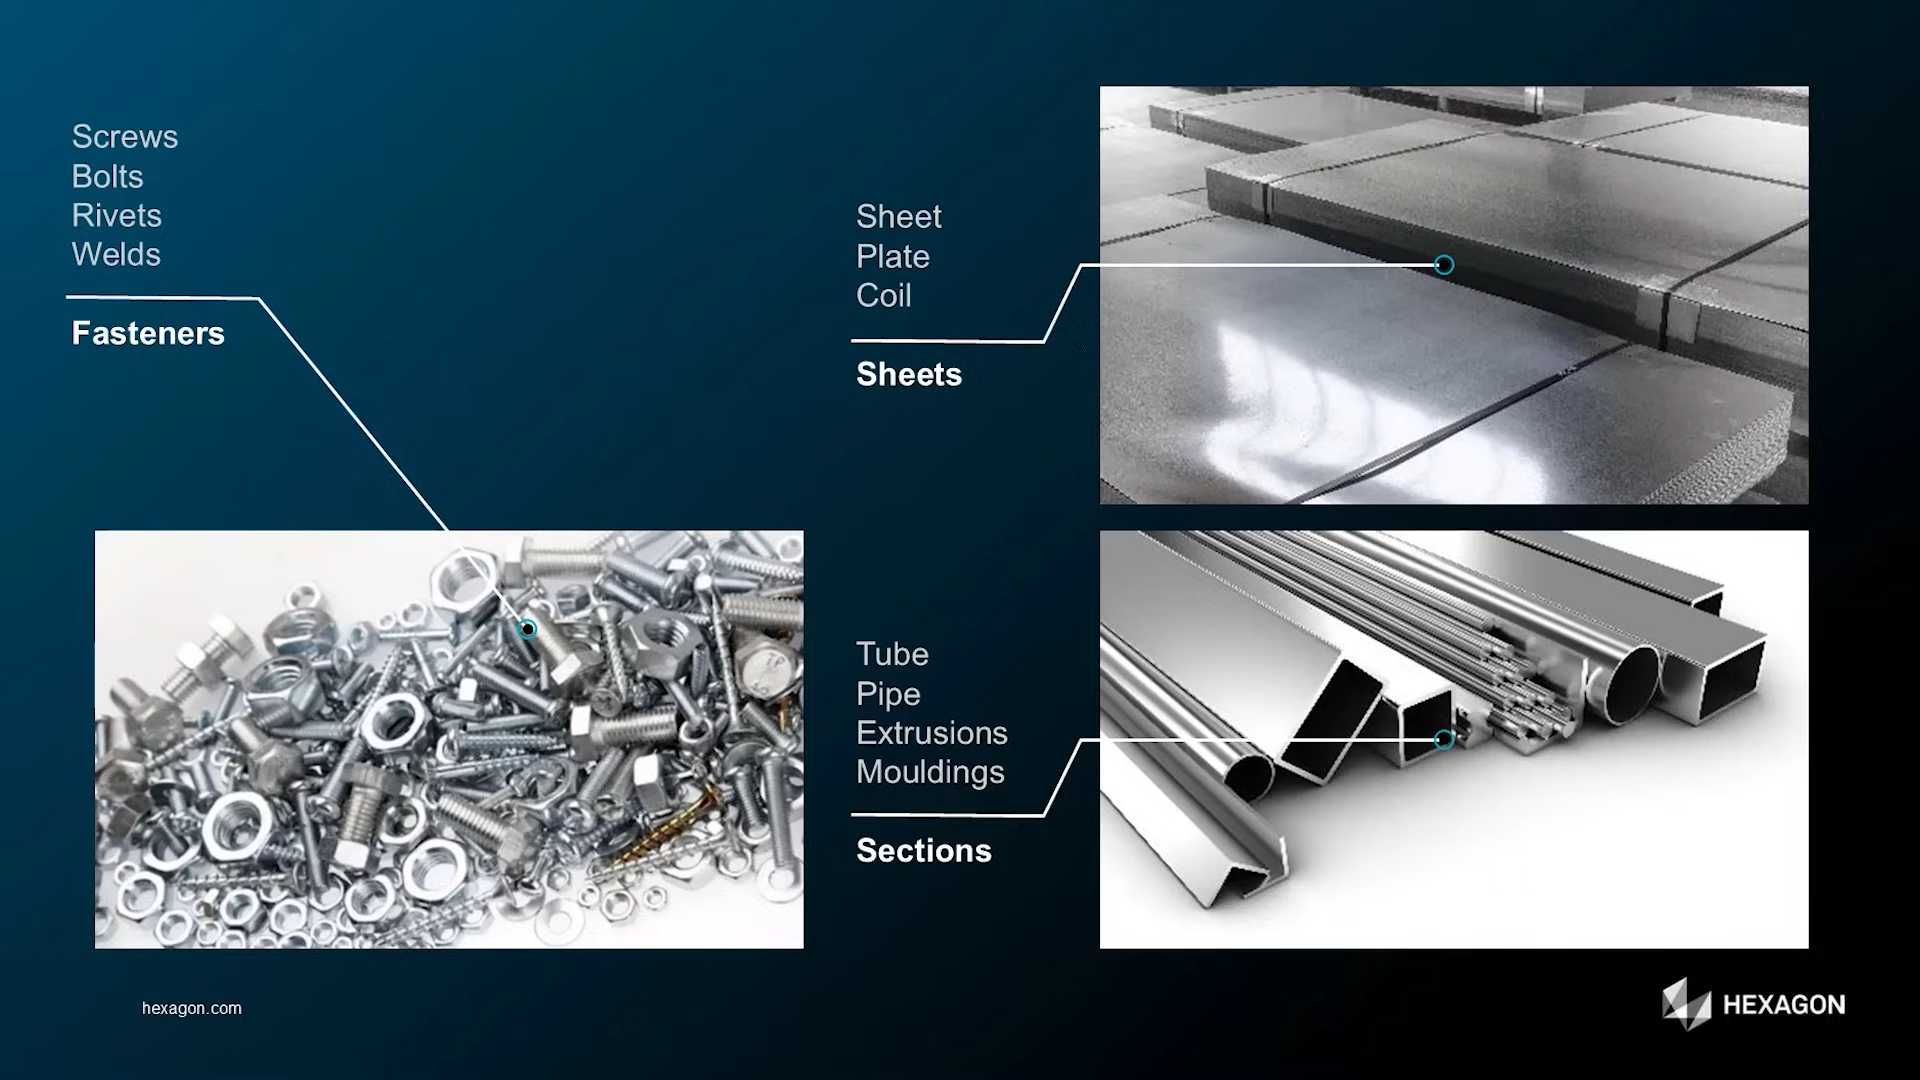 Screws
Bolts
Rivets
Welds
Fasteners
Sheet
Plate
Coil
Sheets
Tube
Pipe
Extrusions
Mouldings
Sections
hexagon.com
HEXAGON